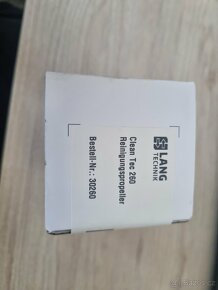 LANG
TECHNIK
Clean Tec 260
Reinigungspropeller
Bestell-Nr.: 30260